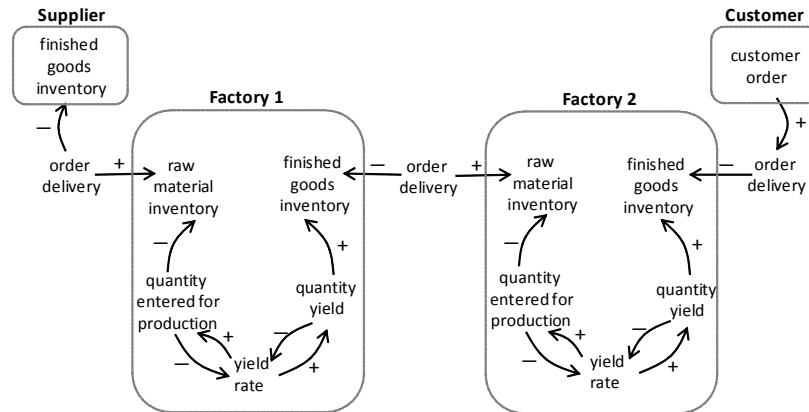 Supplier
finished
goods
inventory
–
order
delivery
+
Factory 1
raw
material
inventory
–
quantity
entered for
production
–
+
yield
rate
+
–
quantity
yield
+
finished
goods
inventory
–
order
delivery
+
Factory 2
raw
material
inventory
–
quantity
entered for
production
–
+
yield
rate
+
–
quantity
yield
+
finished
goods
inventory
–
order
delivery
+
Customer
customer
order